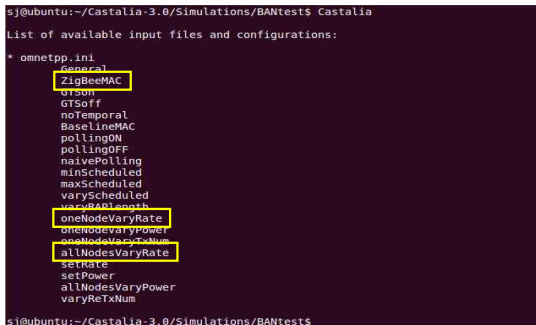 sj@ubuntu:~/Castalia-3.0/Simulations/BANtest$ Castalia
List of available input files and configurations:
* omnetpp.ini
General
ZigBeeMAC
GTSon
GTSoff
noTemporal
BaselineMAC
pollingON
pollingOFF
naivePolling
minScheduled
maxScheduled
varyScheduled
varyRAPlength
oneNodeVaryRate
oneNodeVaryPower
oneNodeVaryTxNum
allNodesVaryRate
setRate
setPower
allNodesVaryPower
varyReTxNum
sj@ubuntu:~/Castalia-3.0/Simulations/BANtest$